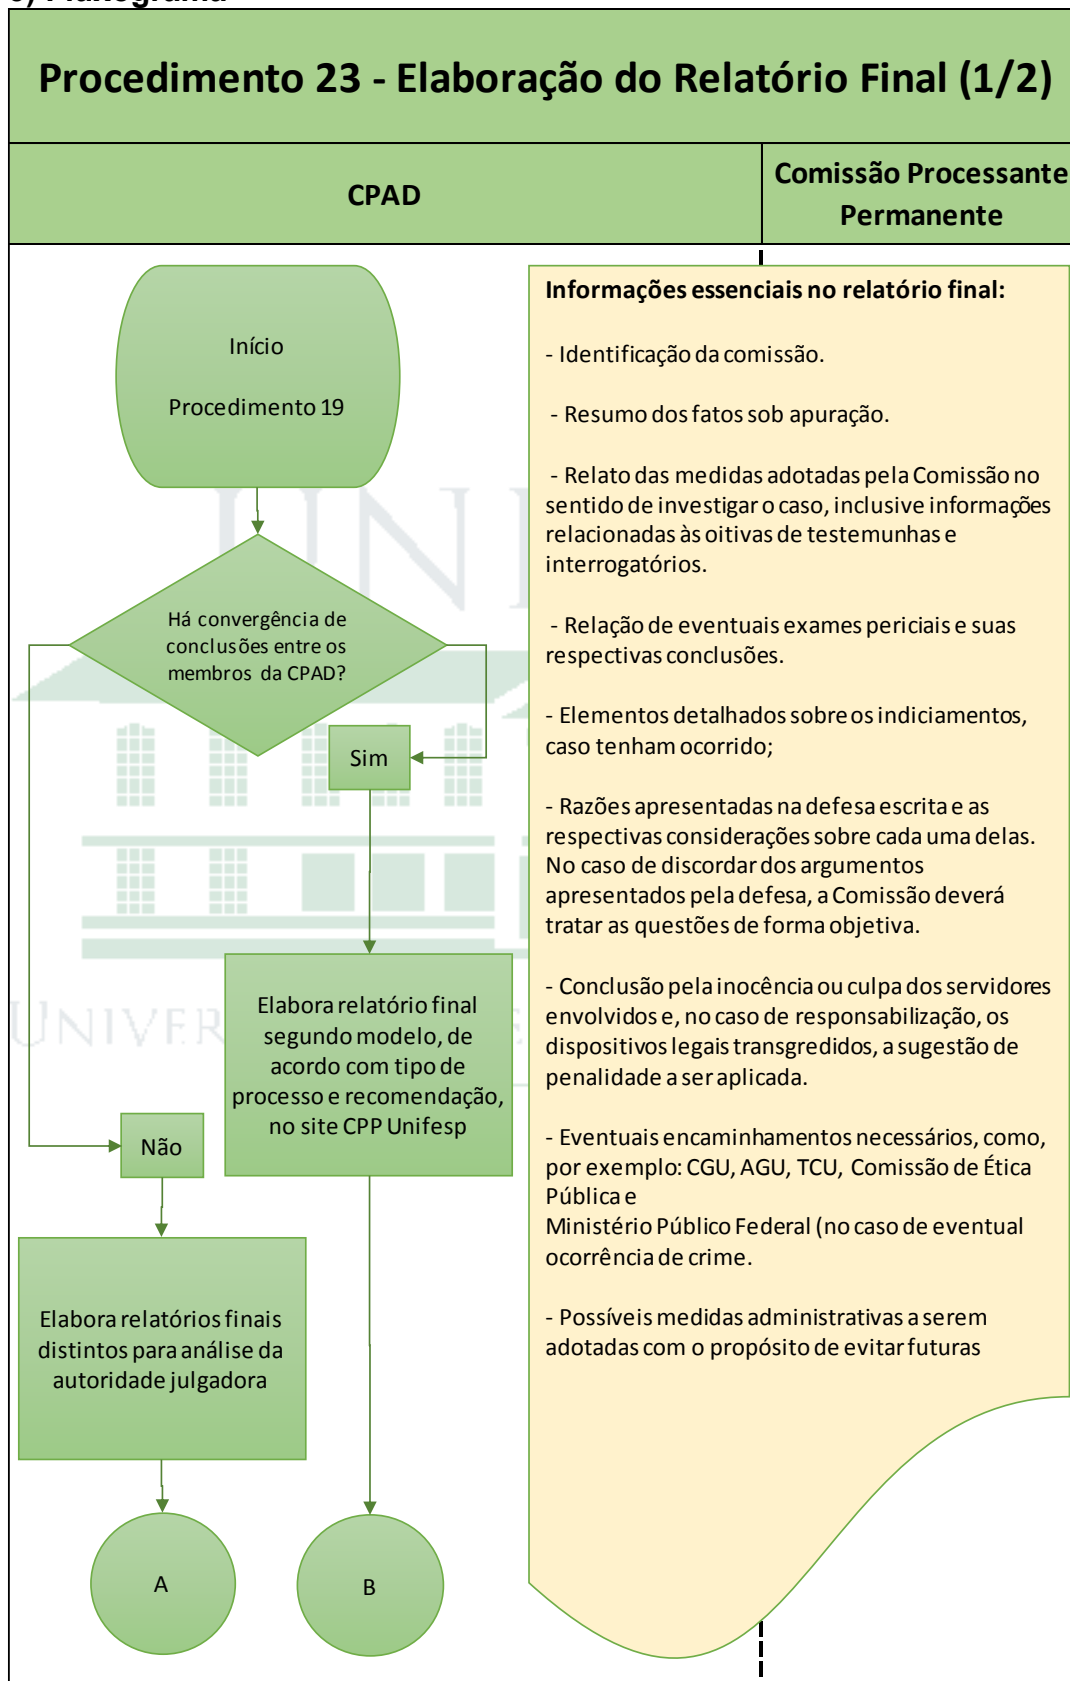 Procedimento 23 - Elaboração do Relatório Final (1/2)
CPAD
Comissão Processante
Permanente
Início
Procedimento 19
Há convergência de
conclusões entre os
membros da CPAD?
Sim
Elabora relatório final
segundo modelo, de
acordo com tipo de
processo e recomendação,
no site CPP Unifesp
Não
Elabora relatórios finais
distintos para análise da
autoridade julgadora
A
B
Informações essenciais no relatório final:
- Identificação da comissão.
- Resumo dos fatos sob apuração.
- Relato das medidas adotadas pela Comissão no
sentido de investigar o caso, inclusive informações
relacionadas às oitivas de testemunhas e
interrogatórios.
- Relação de eventuais exames periciais e suas
respectivas conclusões.
- Elementos detalhados sobre os indiciamentos,
caso tenham ocorrido;
- Razões apresentadas na defesa escrita e as
respectivas considerações sobre cada uma delas.
No caso de discordar dos argumentos
apresentados pela defesa, a Comissão deverá
tratar as questões de forma objetiva.
- Conclusão pela inocência ou culpa dos servidores
envolvidos e, no caso de responsabilização, os
dispositivos legais transgredidos, a sugestão de
penalidade a ser aplicada.
- Eventuais encaminhamentos necessários, como,
por exemplo: CGU, AGU, TCU, Comissão de Ética
Pública e
Ministério Público Federal (no caso de eventual
ocorrência de crime.
- Possíveis medidas administrativas a serem
adotadas com o propósito de evitar futuras